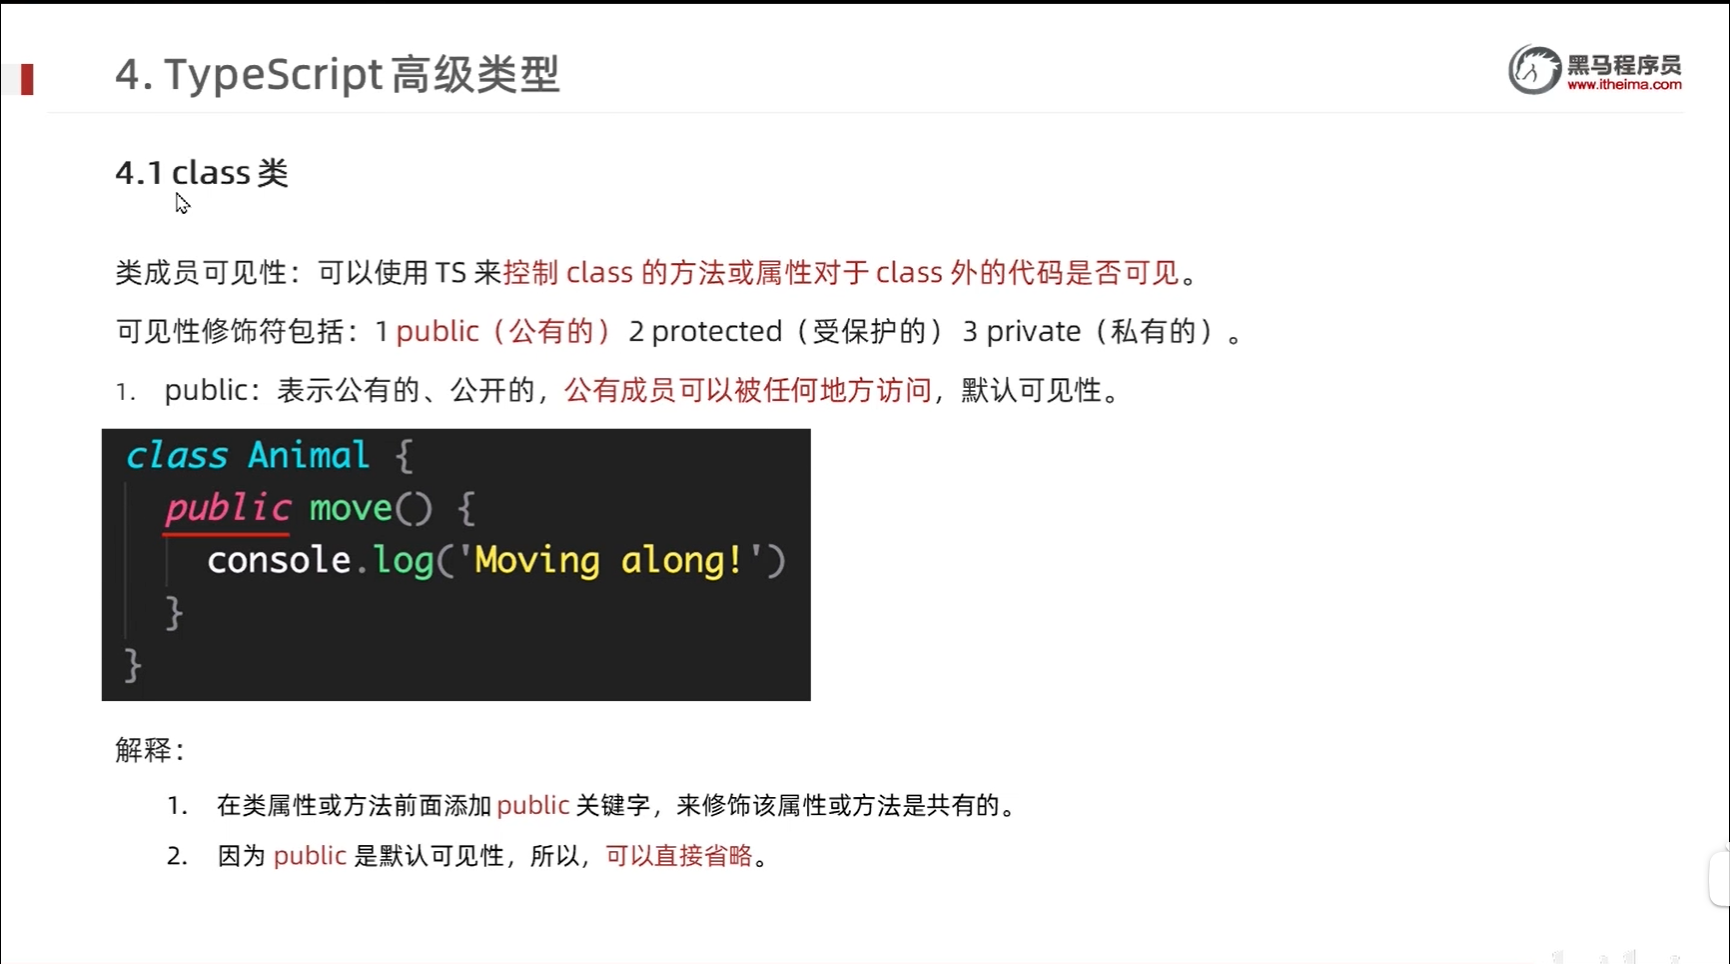 4. TypeScript 高级类型
黑马程序员
www.itheima.com
4.1 class 类
类成员可见性：可以使用 TS 来控制 class 的方法或属性对于 class 外的代码是否可见。
可见性修饰符包括：1 public（公有的） 2 protected（受保护的） 3 private（私有的）。
1. public：表示公有的、公开的，公有成员可以被任何地方访问，默认可见性。
class Animal {
public move() {
console.log('Moving along!')
}
}
解释：
1. 在类属性或方法前面添加 public 关键字，来修饰该属性或方法是共有的。
2. 因为 public 是默认可见性，所以，可以直接省略。